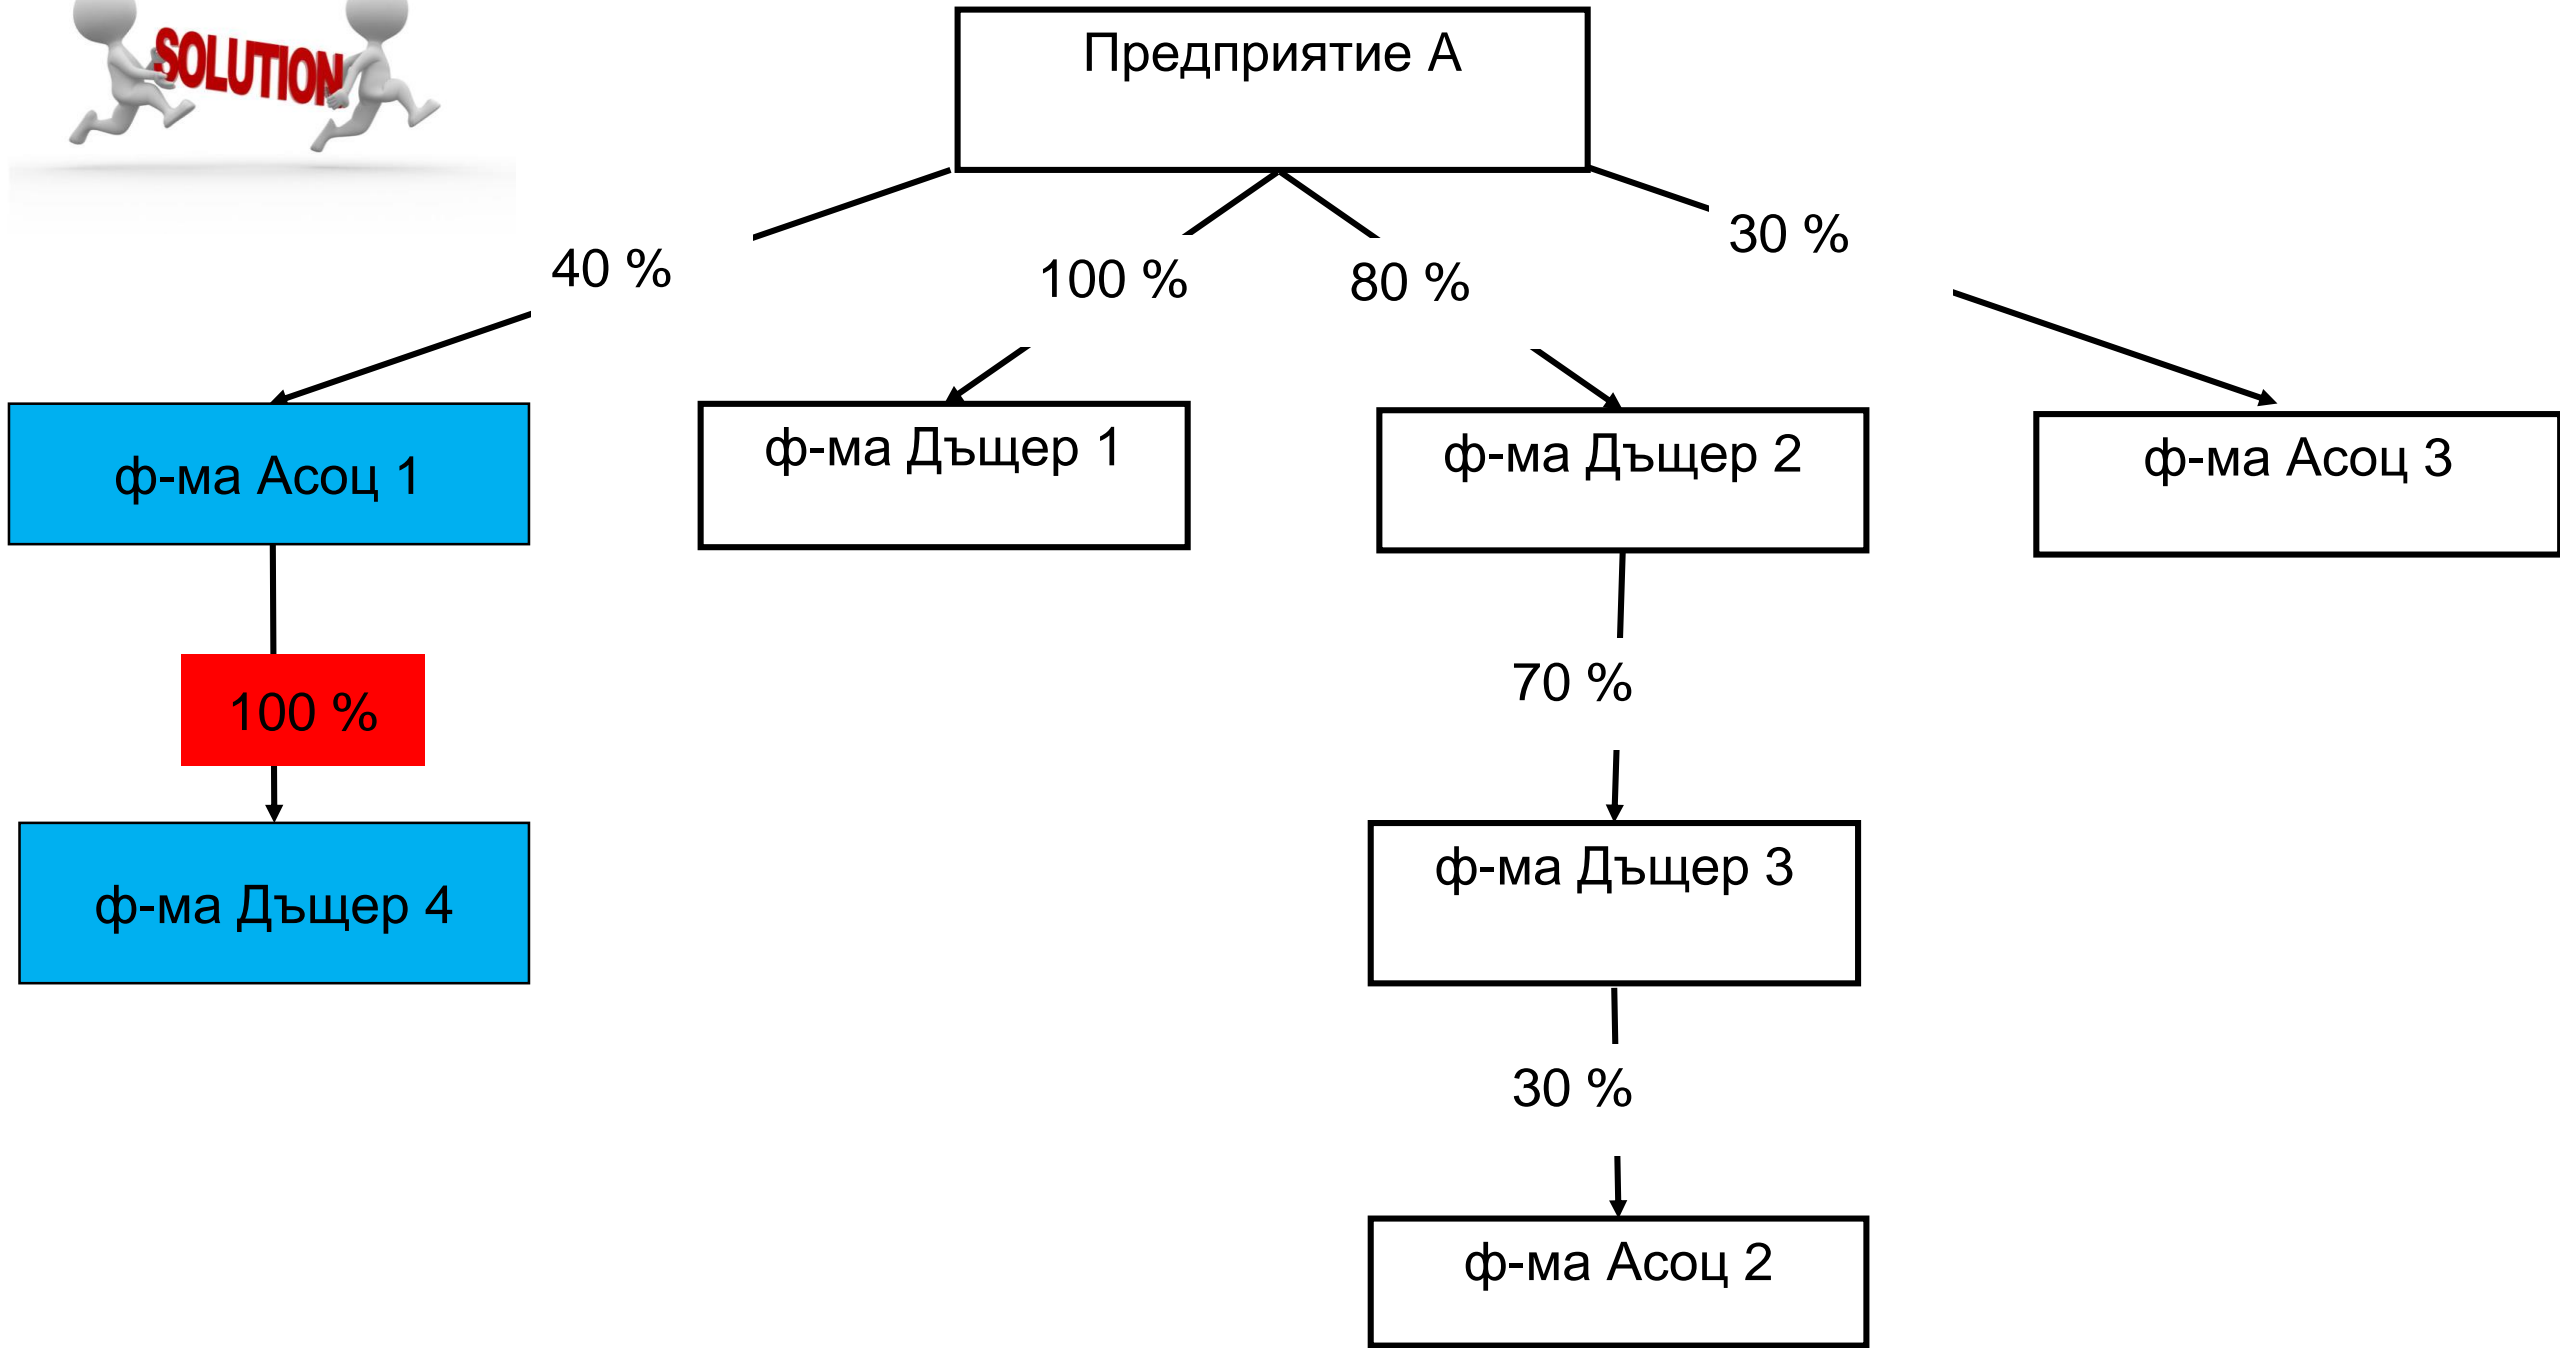 SOLUTION
Предприятие А
40 %
100 %
80 %
30 %
ф-ма Асоц 1
ф-ма Дъщер 1
ф-ма Дъщер 2
ф-ма Асоц 3
100 %
70 %
ф-ма Дъщер 4
ф-ма Дъщер 3
30 %
ф-ма Асоц 2